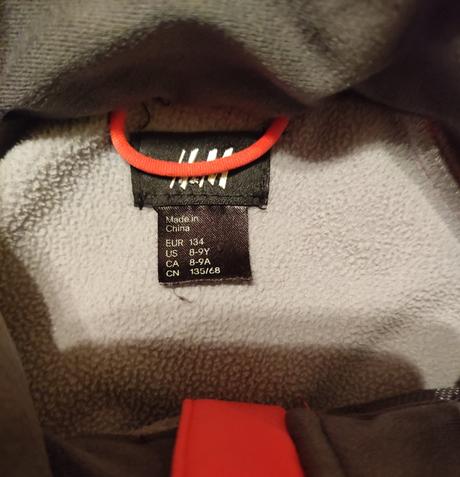 H&M
Made in
China
EUR 134
US 8-9Y
CA 8-9A
CN 135/68